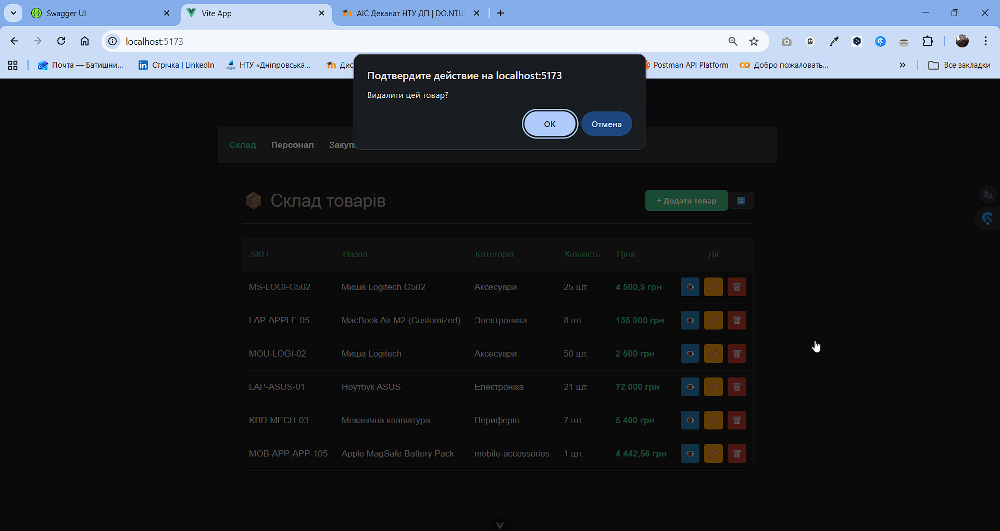 Swagger UI
Vite App
АІС Деканат НТУ ДП | DO.NTU
localhost:5173
Почта — Батишни...
Стрічка | LinkedIn
НТУ «Дніпровська...
Postman API Platform
Добро пожаловать...
Все закладки
Подтвердите действие на localhost:5173
Видалити цей товар?
ОК
Отмена
Склад
Персонал
Склад товарів
+ Додати товар
SKU Назва Категорія Кількість Ціна Дії
MS-LOGI-G502 Миша Logitech G502 Аксесуари 25 шт. 4 500,5 грн
LAP-APPLE-05 MacBook Air M2 (Customized) Электроника 8 шт. 135 000 грн
MOU-LOGI-02 Миша Logitech Аксесуари 50 шт. 2 500 грн
LAP-ASUS-01 Ноутбук ASUS Електроніка 21 шт. 72 000 грн
KBD-MECH-03 Механічна клавіатура Периферія 7 шт. 5 400 грн
MOB-APP-APP-105 Apple MagSafe Battery Pack mobile-accessories 1 шт. 4 442,56 грн